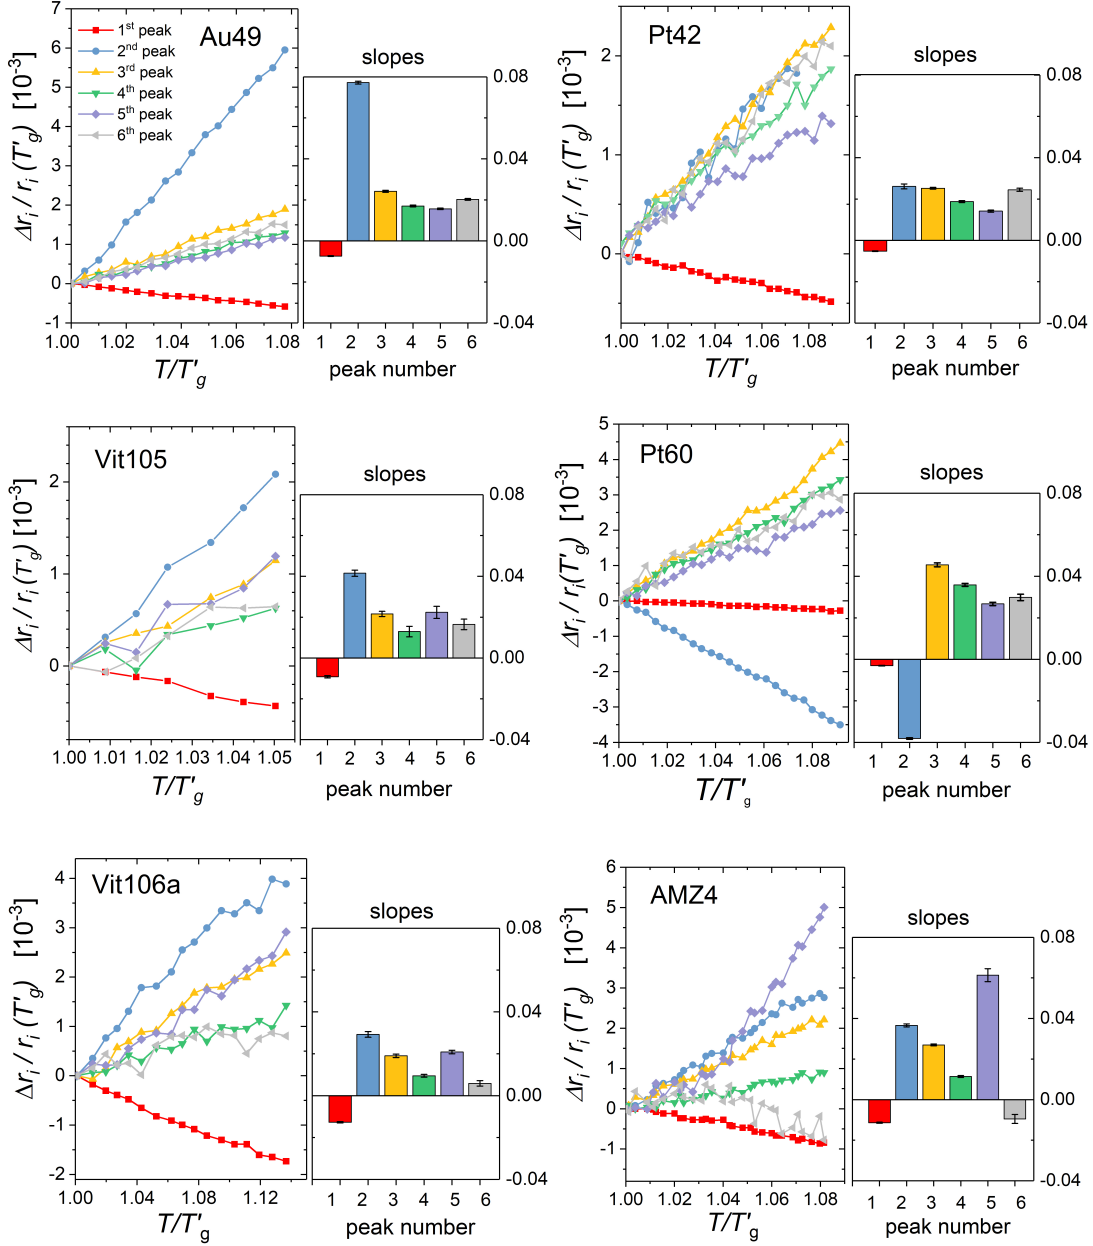 Au49
1st peak
2nd peak
3rd peak
4th peak
5th peak
6th peak
Δri / ri (T'g) [10-3]
7
6
5
4
3
2
1
0
-1
1.00 1.02 1.04 1.06 1.08
T/T'g
slopes
0.08
0.04
0.00
-0.04
1 2 3 4 5 6
peak number
Pt42
Δri / ri (T'g) [10-3]
2
1
0
1.00 1.02 1.04 1.06 1.08
T/T'g
slopes
0.08
0.04
0.00
-0.04
1 2 3 4 5 6
peak number
Vit105
Δri / ri (T'g) [10-3]
2
1
0
1.00 1.01 1.02 1.03 1.04 1.05
T/T'g
slopes
0.08
0.04
0.00
-0.04
1 2 3 4 5 6
peak number
Pt60
Δri / ri(T'g) [10-3]
5
4
3
2
1
0
-1
-2
-3
-4
1.00 1.02 1.04 1.06 1.08
T/T'g
slopes
0.08
0.04
0.00
-0.04
1 2 3 4 5 6
peak number
Vit106a
Δri / ri (T'g) [10-3]
4
3
2
1
0
-1
-2
1.00 1.04 1.08 1.12
T/T'g
slopes
0.08
0.04
0.00
-0.04
1 2 3 4 5 6
peak number
AMZ4
Δri / ri (T'g) [10-3]
6
5
4
3
2
1
0
-1
1.00 1.02 1.04 1.06 1.08
T/T'g
slopes
0.08
0.04
0.00
-0.04
1 2 3 4 5 6
peak number